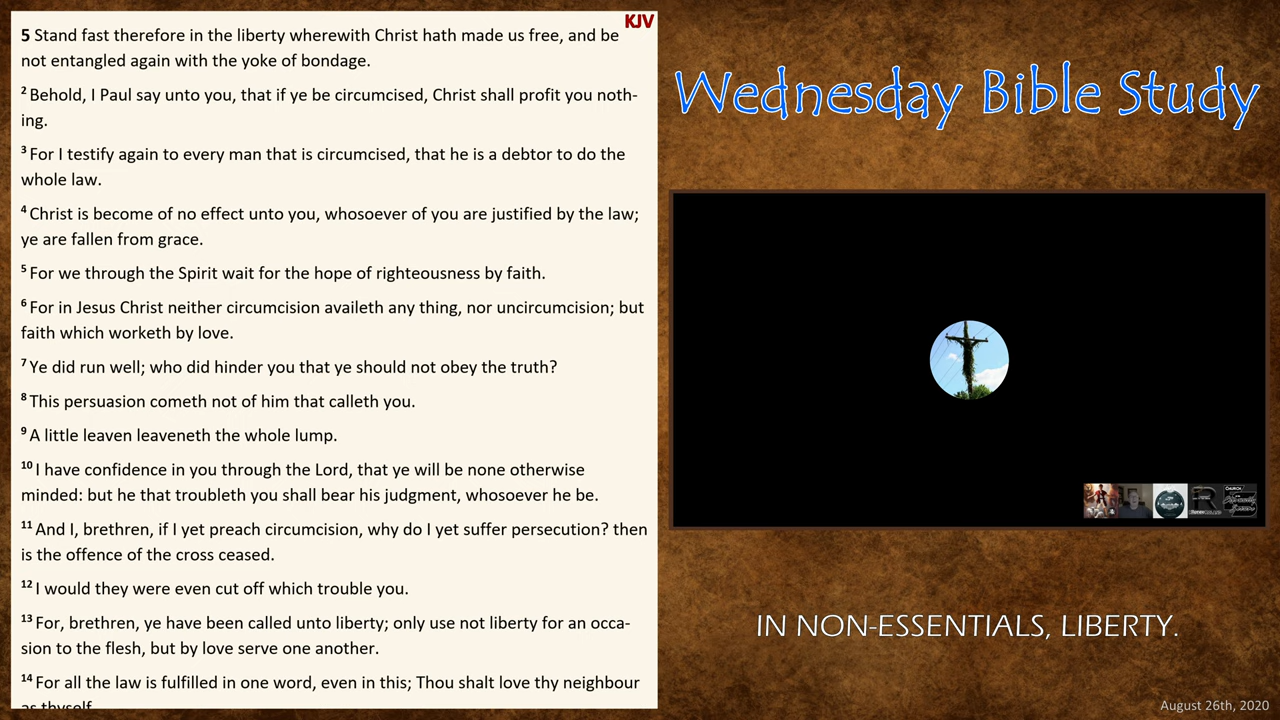 KJV
5 Stand fast therefore in the liberty wherewith Christ hath made us free, and be
not entangled again with the yoke of bondage.
2 Behold, I Paul say unto you, that if ye be circumcised, Christ shall profit you noth-
ing.
3 For I testify again to every man that is circumcised, that he is a debtor to do the
whole law.
4 Christ is become of no effect unto you, whosoever of you are justified by the law;
ye are fallen from grace.
5 For we through the Spirit wait for the hope of righteousness by faith.
6 For in Jesus Christ neither circumcision availeth any thing, nor uncircumcision; but
faith which worketh by love.
7 Ye did run well; who did hinder you that ye should not obey the truth?
8 This persuasion cometh not of him that calleth you.
9 A little leaven leaveneth the whole lump.
10 I have confidence in you through the Lord, that ye will be none otherwise
minded: but he that troubleth you shall bear his judgment, whosoever he be.
11 And I, brethren, if I yet preach circumcision, why do I yet suffer persecution? then
is the offence of the cross ceased.
12 I would they were even cut off which trouble you.
13 For, brethren, ye have been called unto liberty; only use not liberty for an occa-
sion to the flesh, but by love serve one another.
14 For all the law is fulfilled in one word, even in this; Thou shalt love thy neighbour
as thyself.
Wednesday Bible Study
IN NON-ESSENTIALS, LIBERTY.
August 26th, 2020